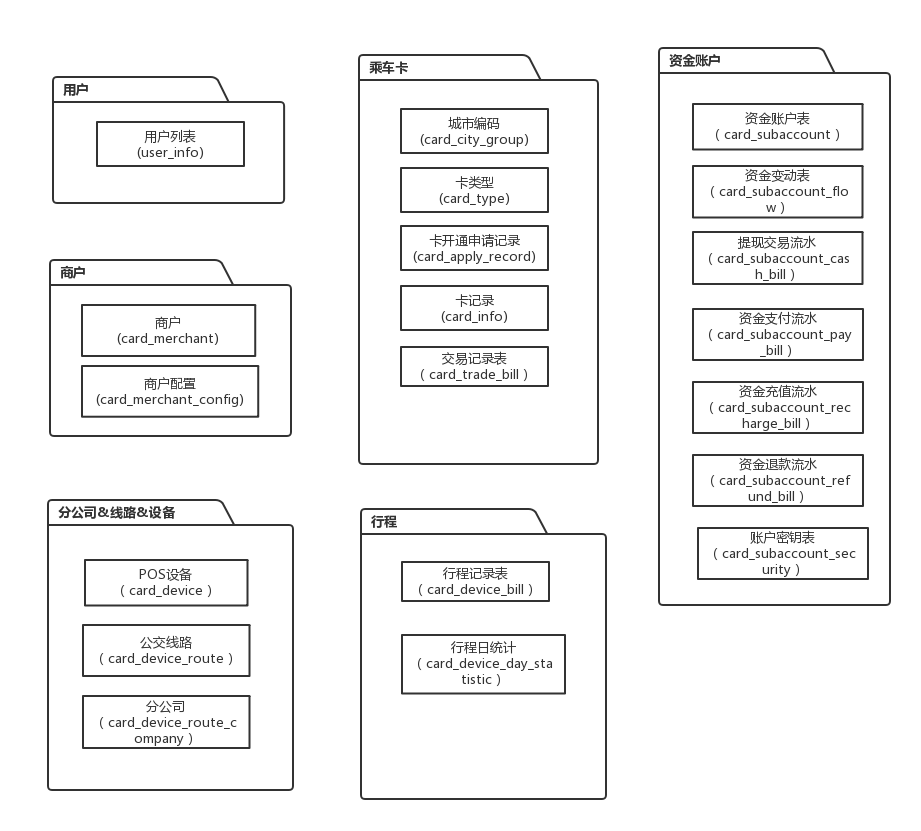 用户
用户列表
(user_info)
商户
商户
(card_merchant)
商户配置
(card_merchant_config)
分公司&线路&设备
POS设备
（card_device）
公交线路
（card_device_route）
分公司
（card_device_route_c
ompany）
乘车卡
城市编码
(card_city_group)
卡类型
(card_type)
卡开通申请记录
(card_apply_record)
卡记录
(card_info)
交易记录表
（card_trade_bill）
行程
行程记录表
（card_device_bill）
行程日统计
（card_device_day_sta
tistic）
资金账户
资金账户表
（card_subaccount）
资金变动表
（card_subaccount_flo
w）
提现交易流水
（card_subaccount_cas
h_bill）
资金支付流水
（card_subaccount_pay
_bill）
资金充值流水
（card_subaccount_rec
harge_bill）
资金退款流水
（card_subaccount_ref
und_bill）
账户密钥表
（card_subaccount_sec
urity）